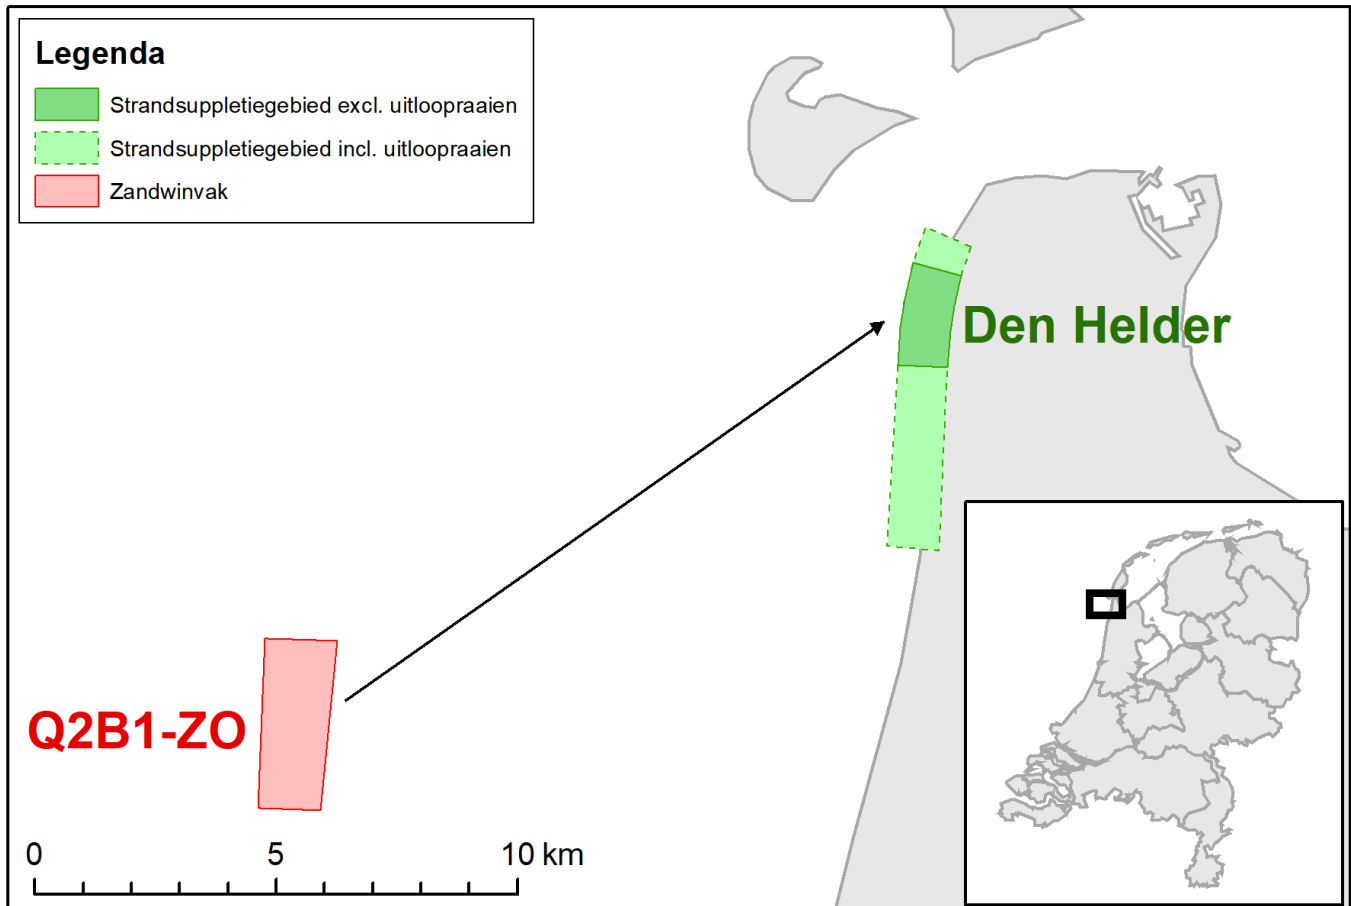 Legenda
Strandsuppletiegebied excl. uitloopraaien
Strandsuppletiegebied incl. uitloopraaien
Zandwinvak
Den Helder
Q2B1-ZO
0 5 10 km